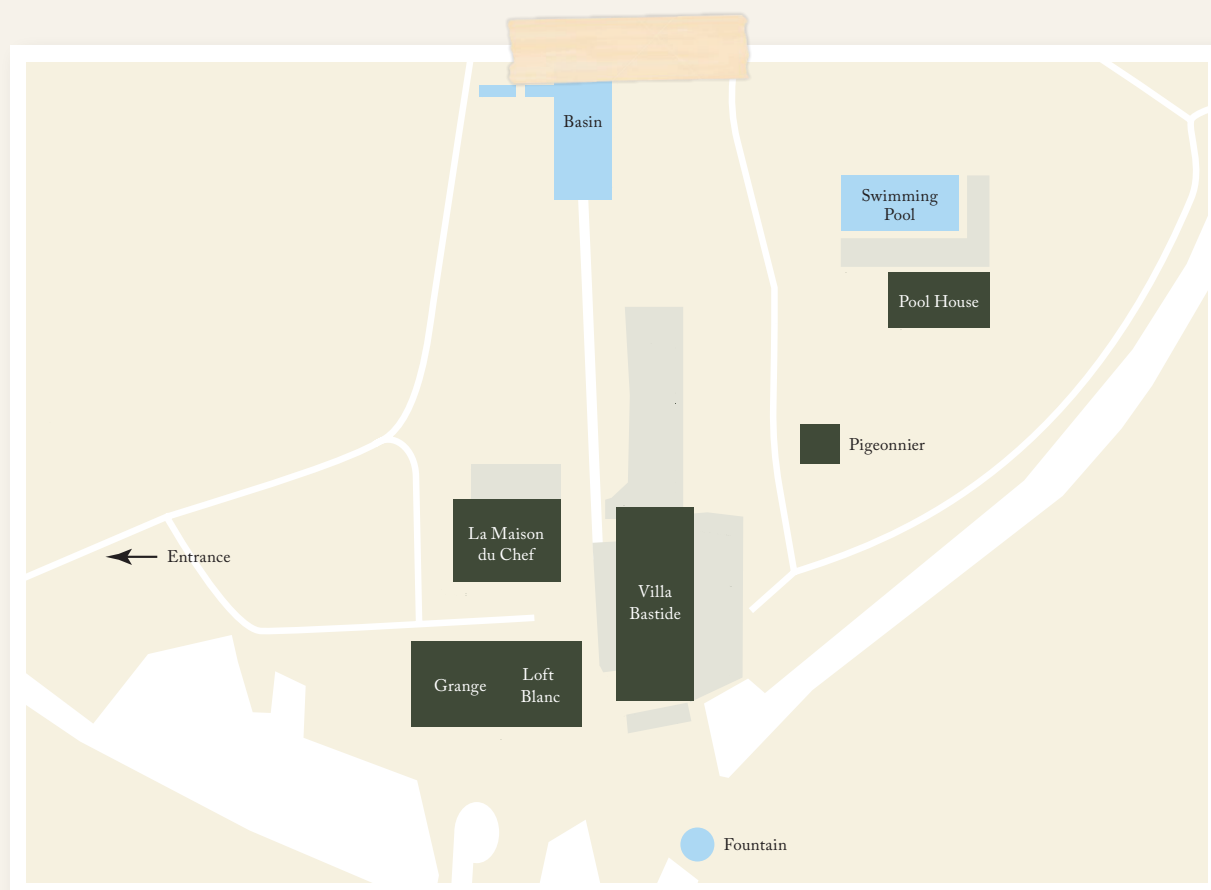 Basin
Swimming
Pool
Pool House
Pigeonnier
La Maison
du Chef
Entrance
Villa
Bastide
Grange
Loft
Blanc
Fountain